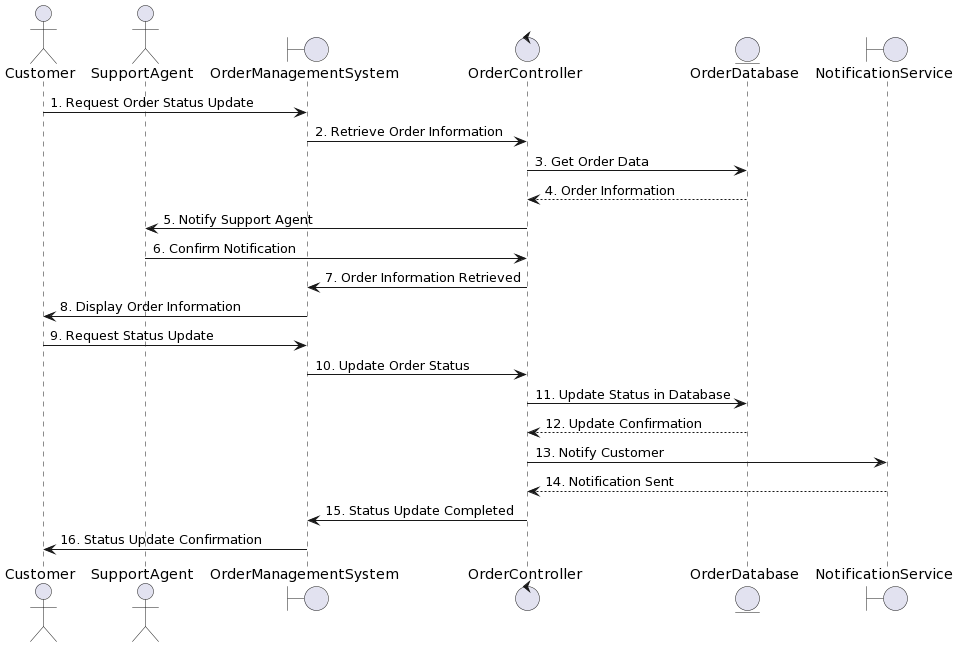 Customer SupportAgent OrderManagementSystem OrderController OrderDatabase NotificationService
1. Request Order Status Update
2. Retrieve Order Information
3. Get Order Data
4. Order Information
5. Notify Support Agent
6. Confirm Notification
7. Order Information Retrieved
8. Display Order Information
9. Request Status Update
10. Update Order Status
11. Update Status in Database
12. Update Confirmation
13. Notify Customer
14. Notification Sent
15. Status Update Completed
16. Status Update Confirmation
Customer SupportAgent OrderManagementSystem OrderController OrderDatabase NotificationService